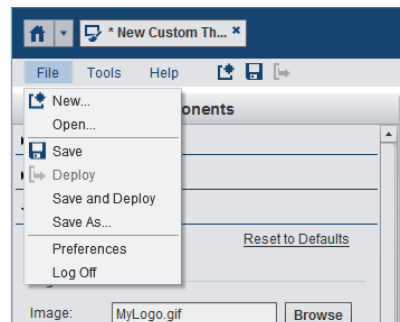 * New Custom Th... ×
File Tools Help
New...
onents
Open...
Save
Deploy
Save and Deploy
Save As...
Reset to Defaults
Preferences
Log Off
Image: MyLogo.gif Browse